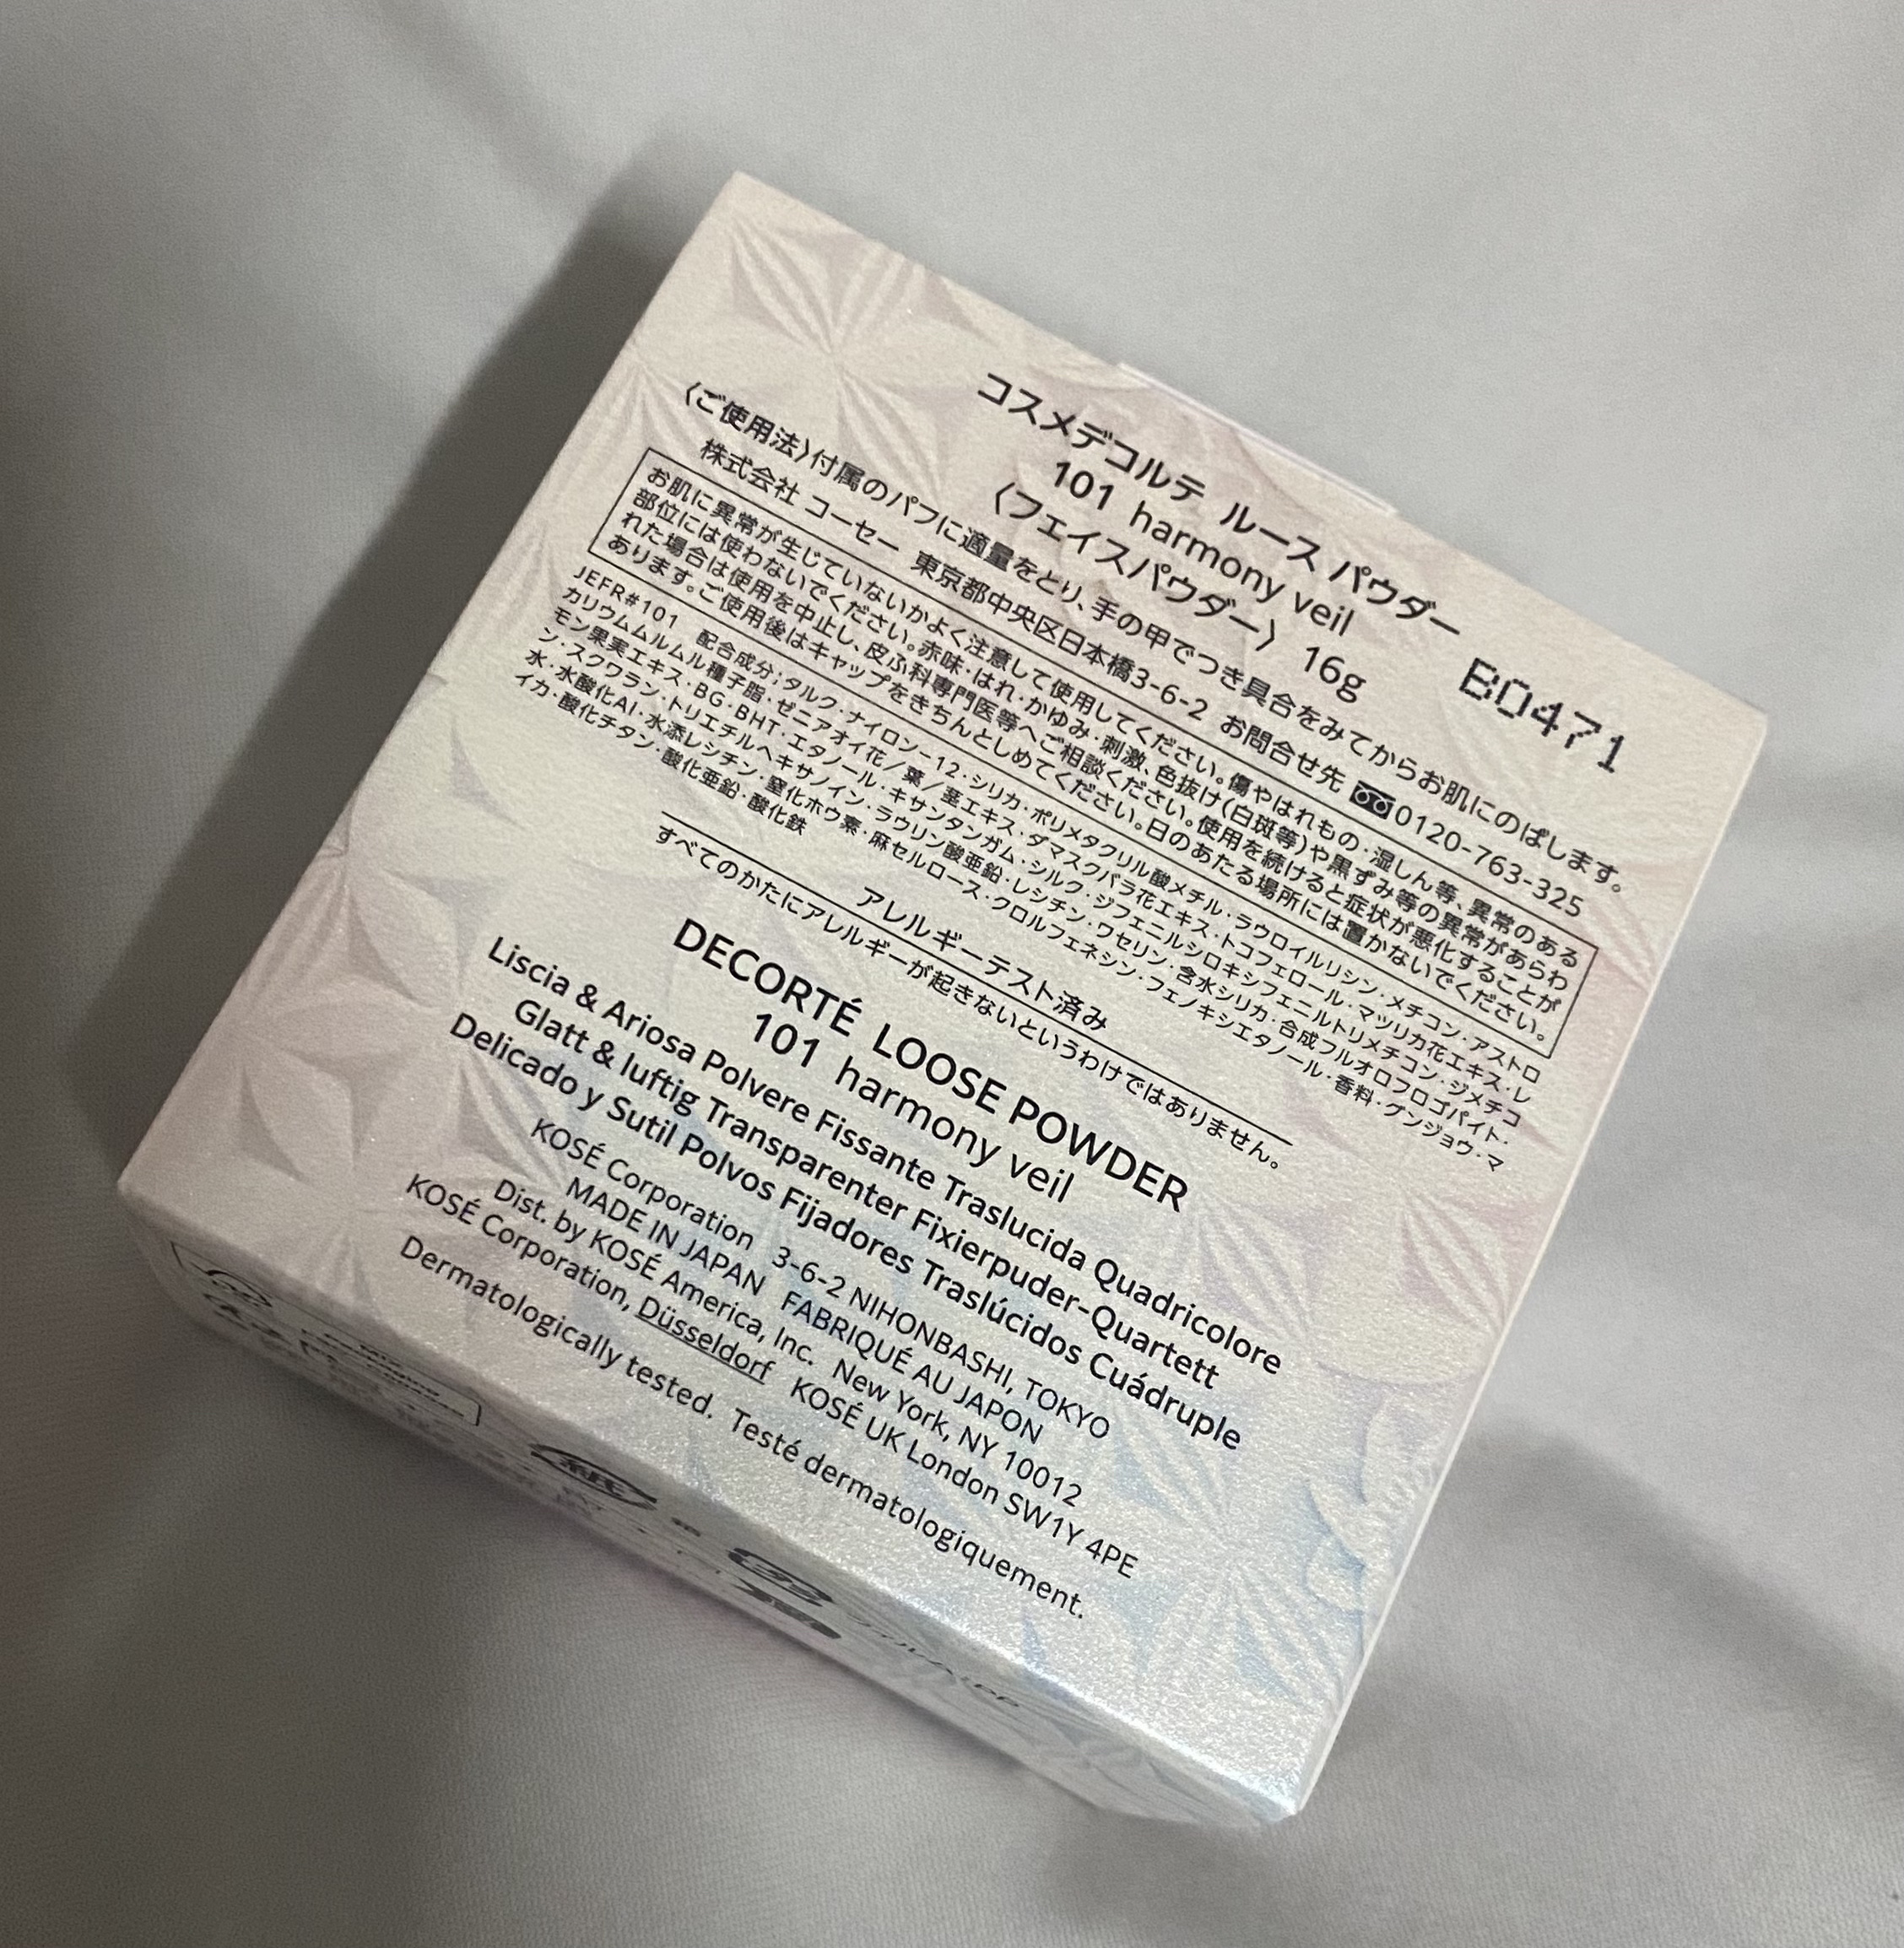 コスメデコルテ ルース パウダー
101 harmony veil
〈フェイスパウダー〉 16g
B0471
〈ご使用法〉付属のパフに適量をとり、手の甲でつき具合をみてからお肌にのばします。
株式会社 コーセー 東京都中央区日本橋3-6-2 お問合せ先 0120-763-325
お肌に異常が生じていないかよく注意して使用してください。傷やはれもの・湿しん等、異常のある
部位には使わないでください。赤味・はれ・かゆみ・刺激、色抜け(白斑等)や黒ずみ等の異常があらわ
れた場合は使用を中止し、皮ふ科専門医等へご相談ください。使用を続けると症状が悪化することが
あります。ご使用後はキャップをきちんとしめてください。日のあたる場所には置かないでください。
JEFR#101 配合成分:タルク・ナイロン-12・シリカ・ポリメタクリル酸メチル・ラウロイルリシン・メチコン・アストロ
カリウムムルムル種子脂・ゼニアオイ花/葉/茎エキス・ダマスクバラ花エキス・トコフェロール・マツリカ花エキス・レ
モン果実エキス・BG・BHT・エタノール・キサンタンガム・シルク・ジフェニルシロキシフェニルトリメチコン・ジメチコ
ン・スクワラン・トリエチルヘキサノイン・ラウリン酸亜鉛・レシチン・ワセリン・含水シリカ・合成フルオロフロゴパイト・
水・水酸化Al・水添レシチン・窒化ホウ素・麻セルロース・クロルフェネシン・フェノキシエタノール・香料・グンジョウ・マ
イカ・酸化チタン・酸化亜鉛・酸化鉄
アレルギーテスト済み
すべてのかたにアレルギーが起きないというわけではありません。
DECORTÉ LOOSE POWDER
101 harmony veil
Liscia & Ariosa Polvere Fissante Traslucida Quadricolore
Glatt & luftig Transparenter Fixierpuder-Quartett
Delicado y Sutil Polvos Fijadores Traslúcidos Cuádruple
KOSÉ Corporation 3-6-2 NIHONBASHI, TOKYO
MADE IN JAPAN FABRIQUÉ AU JAPON
Dist. by KOSÉ America, Inc. New York, NY 10012
KOSÉ Corporation, Düsseldorf KOSÉ UK London SW1Y 4PE
Dermatologically tested. Testé dermatologiquement.